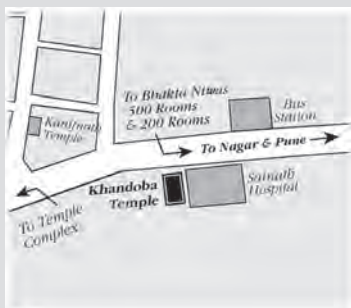 To Bhakta Niwas
500 Rooms
& 200 Rooms
Bus
Station
Kanifnath
Temple
To Nagar & Pune
Khandoba
Temple
Sainath
Hospital
To Temple
Complex